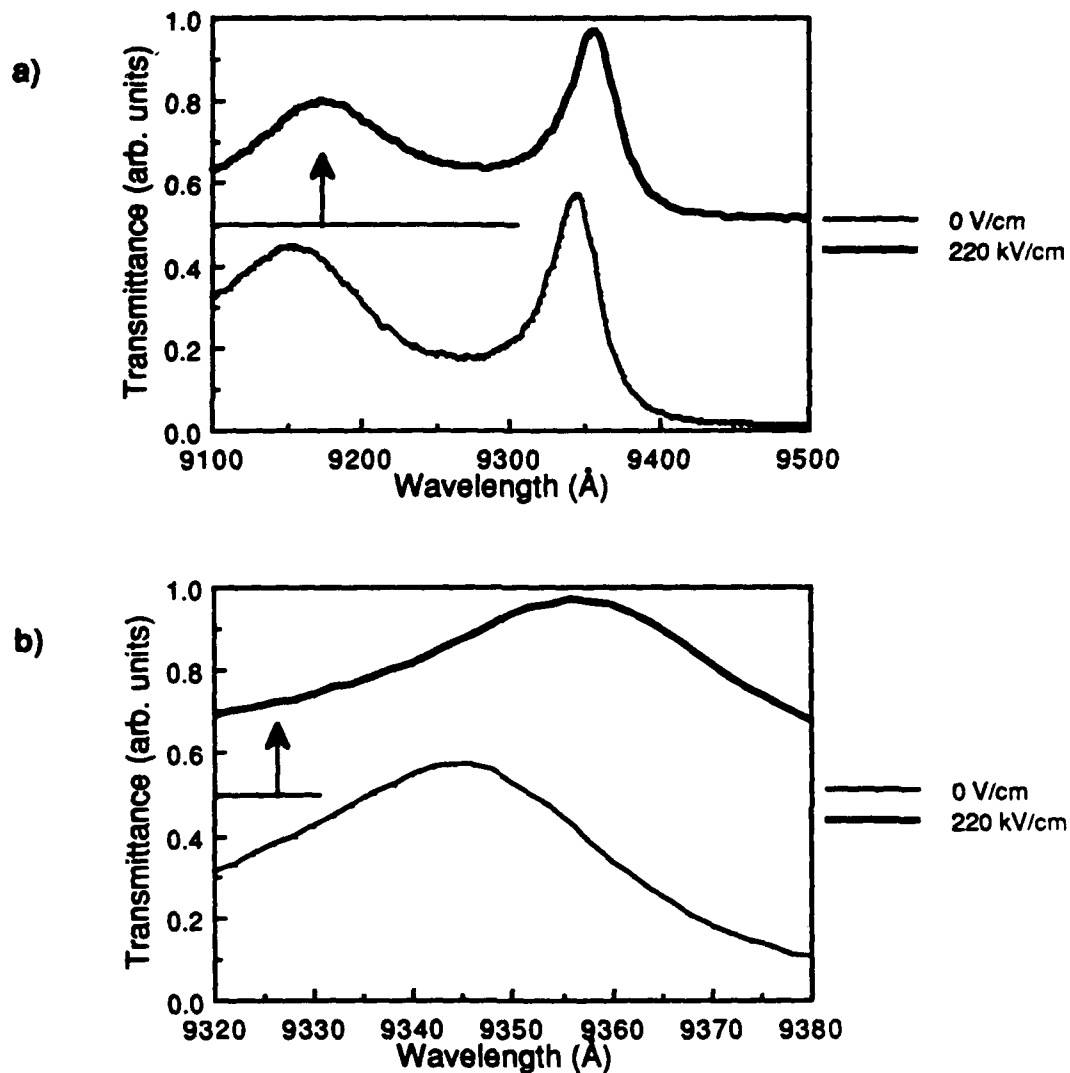 a)
Transmittance (arb. units)
1.0
0.8
0.6
0.4
0.2
0.0
9100 9200 9300 9400 9500
Wavelength (Å)
0 V/cm
220 kV/cm
b)
Transmittance (arb. units)
1.0
0.8
0.6
0.4
0.2
0.0
9320 9330 9340 9350 9360 9370 9380
Wavelength (Å)
0 V/cm
220 kV/cm